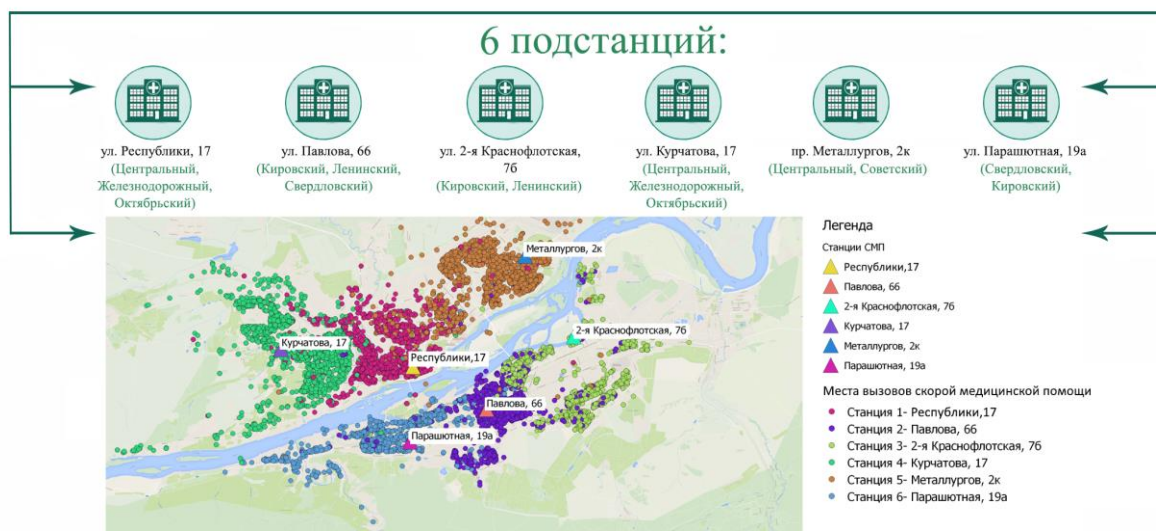 6 подстанций:
ул. Республики, 17
(Центральный,
Железнодорожный,
Октябрьский)
ул. Павлова, 66
(Кировский, Ленинский,
Свердловский)
ул. 2-я Краснофлотская,
7б
(Кировский, Ленинский)
ул. Курчатова, 17
(Центральный,
Железнодорожный,
Октябрьский)
пр. Металлургов, 2к
(Центральный, Советский)
ул. Парашютная, 19а
(Свердловский,
Кировский)
Металлургов, 2к
2-я Краснофлотская, 7б
Курчатова, 17
Республики,17
Павлова, 66
Парашютная, 19а
Легенда
Станции СМП
Республики,17
Павлова, 66
2-я Краснофлотская, 7б
Курчатова, 17
Металлургов, 2к
Парашютная, 19а
Места вызовов скорой медицинской помощи
Станция 1- Республики,17
Станция 2- Павлова, 66
Станция 3- 2-я Краснофлотская, 7б
Станция 4- Курчатова, 17
Станция 5- Металлургов, 2к
Станция 6- Парашютная, 19а